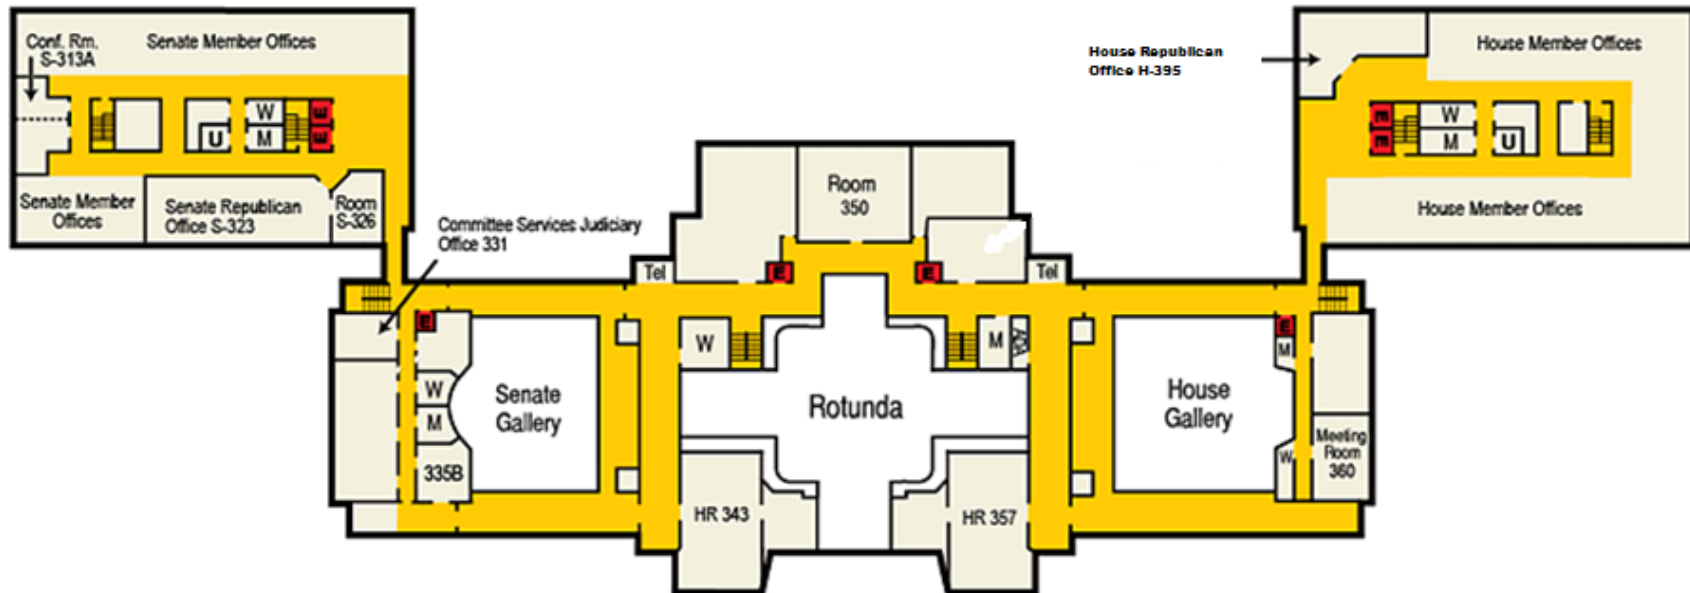 Conf. Rm.
S-313A
Senate Member Offices
W
M
U
E
E
Senate Member
Offices
Senate Republican
Office S-323
Room
S-326
Committee Services Judiciary
Office 331
House Republican
Office H-395
House Member Offices
E
E
W
M
U
House Member Offices
Room
350
Tel
E
E
Tel
E
W
M
335B
Senate
Gallery
W
Rotunda
M
ADA
House
Gallery
E
M
W
Meeting
Room
360
HR 343
HR 357